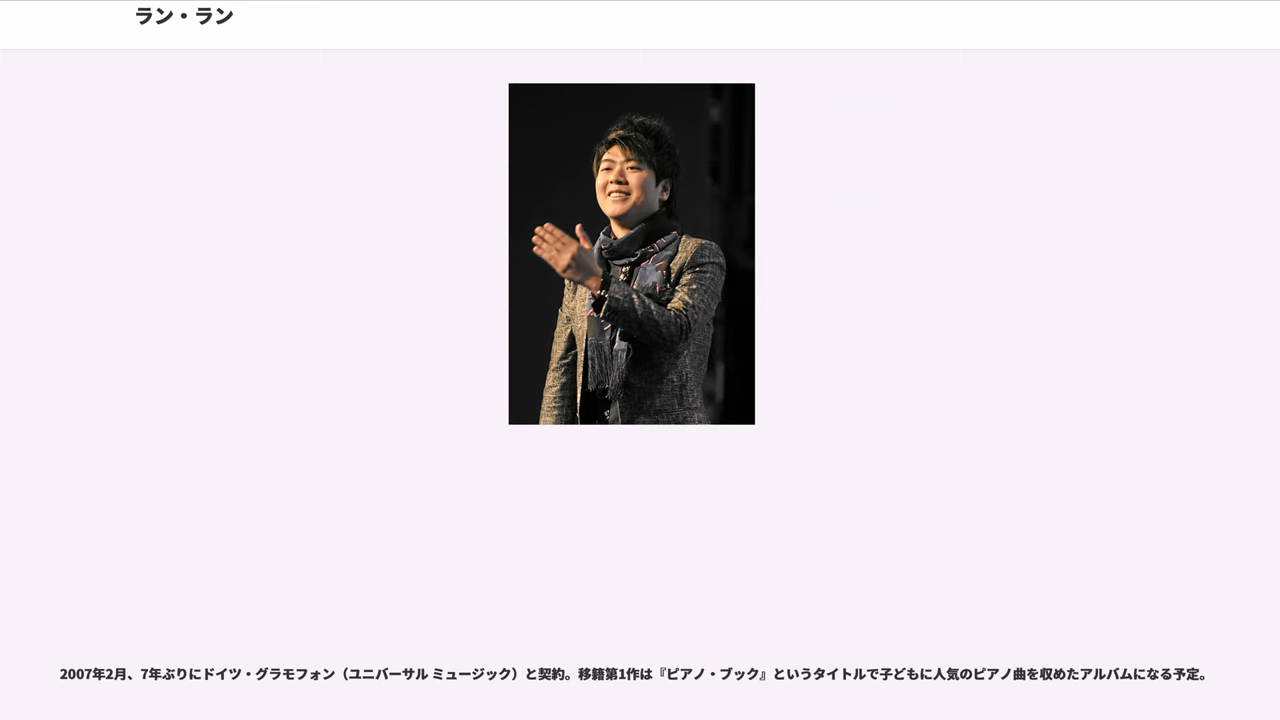 ラン・ラン
2007年2月、7年ぶりにドイツ・グラモフォン（ユニバーサル ミュージック）と契約。移籍第1作は『ピアノ・ブック』というタイトルで子どもに人気のピアノ曲を収めたアルバムになる予定。